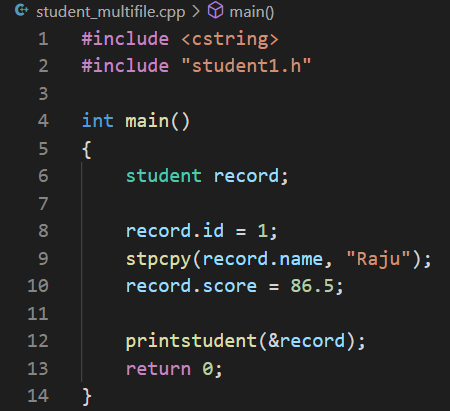 student_multifile.cpp > main()
1 #include <cstring>
2 #include "student1.h"
3
4 int main()
5 {
6 student record;
7
8 record.id = 1;
9 stpcpy(record.name, "Raju");
10 record.score = 86.5;
11
12 printstudent(&record);
13 return 0;
14 }